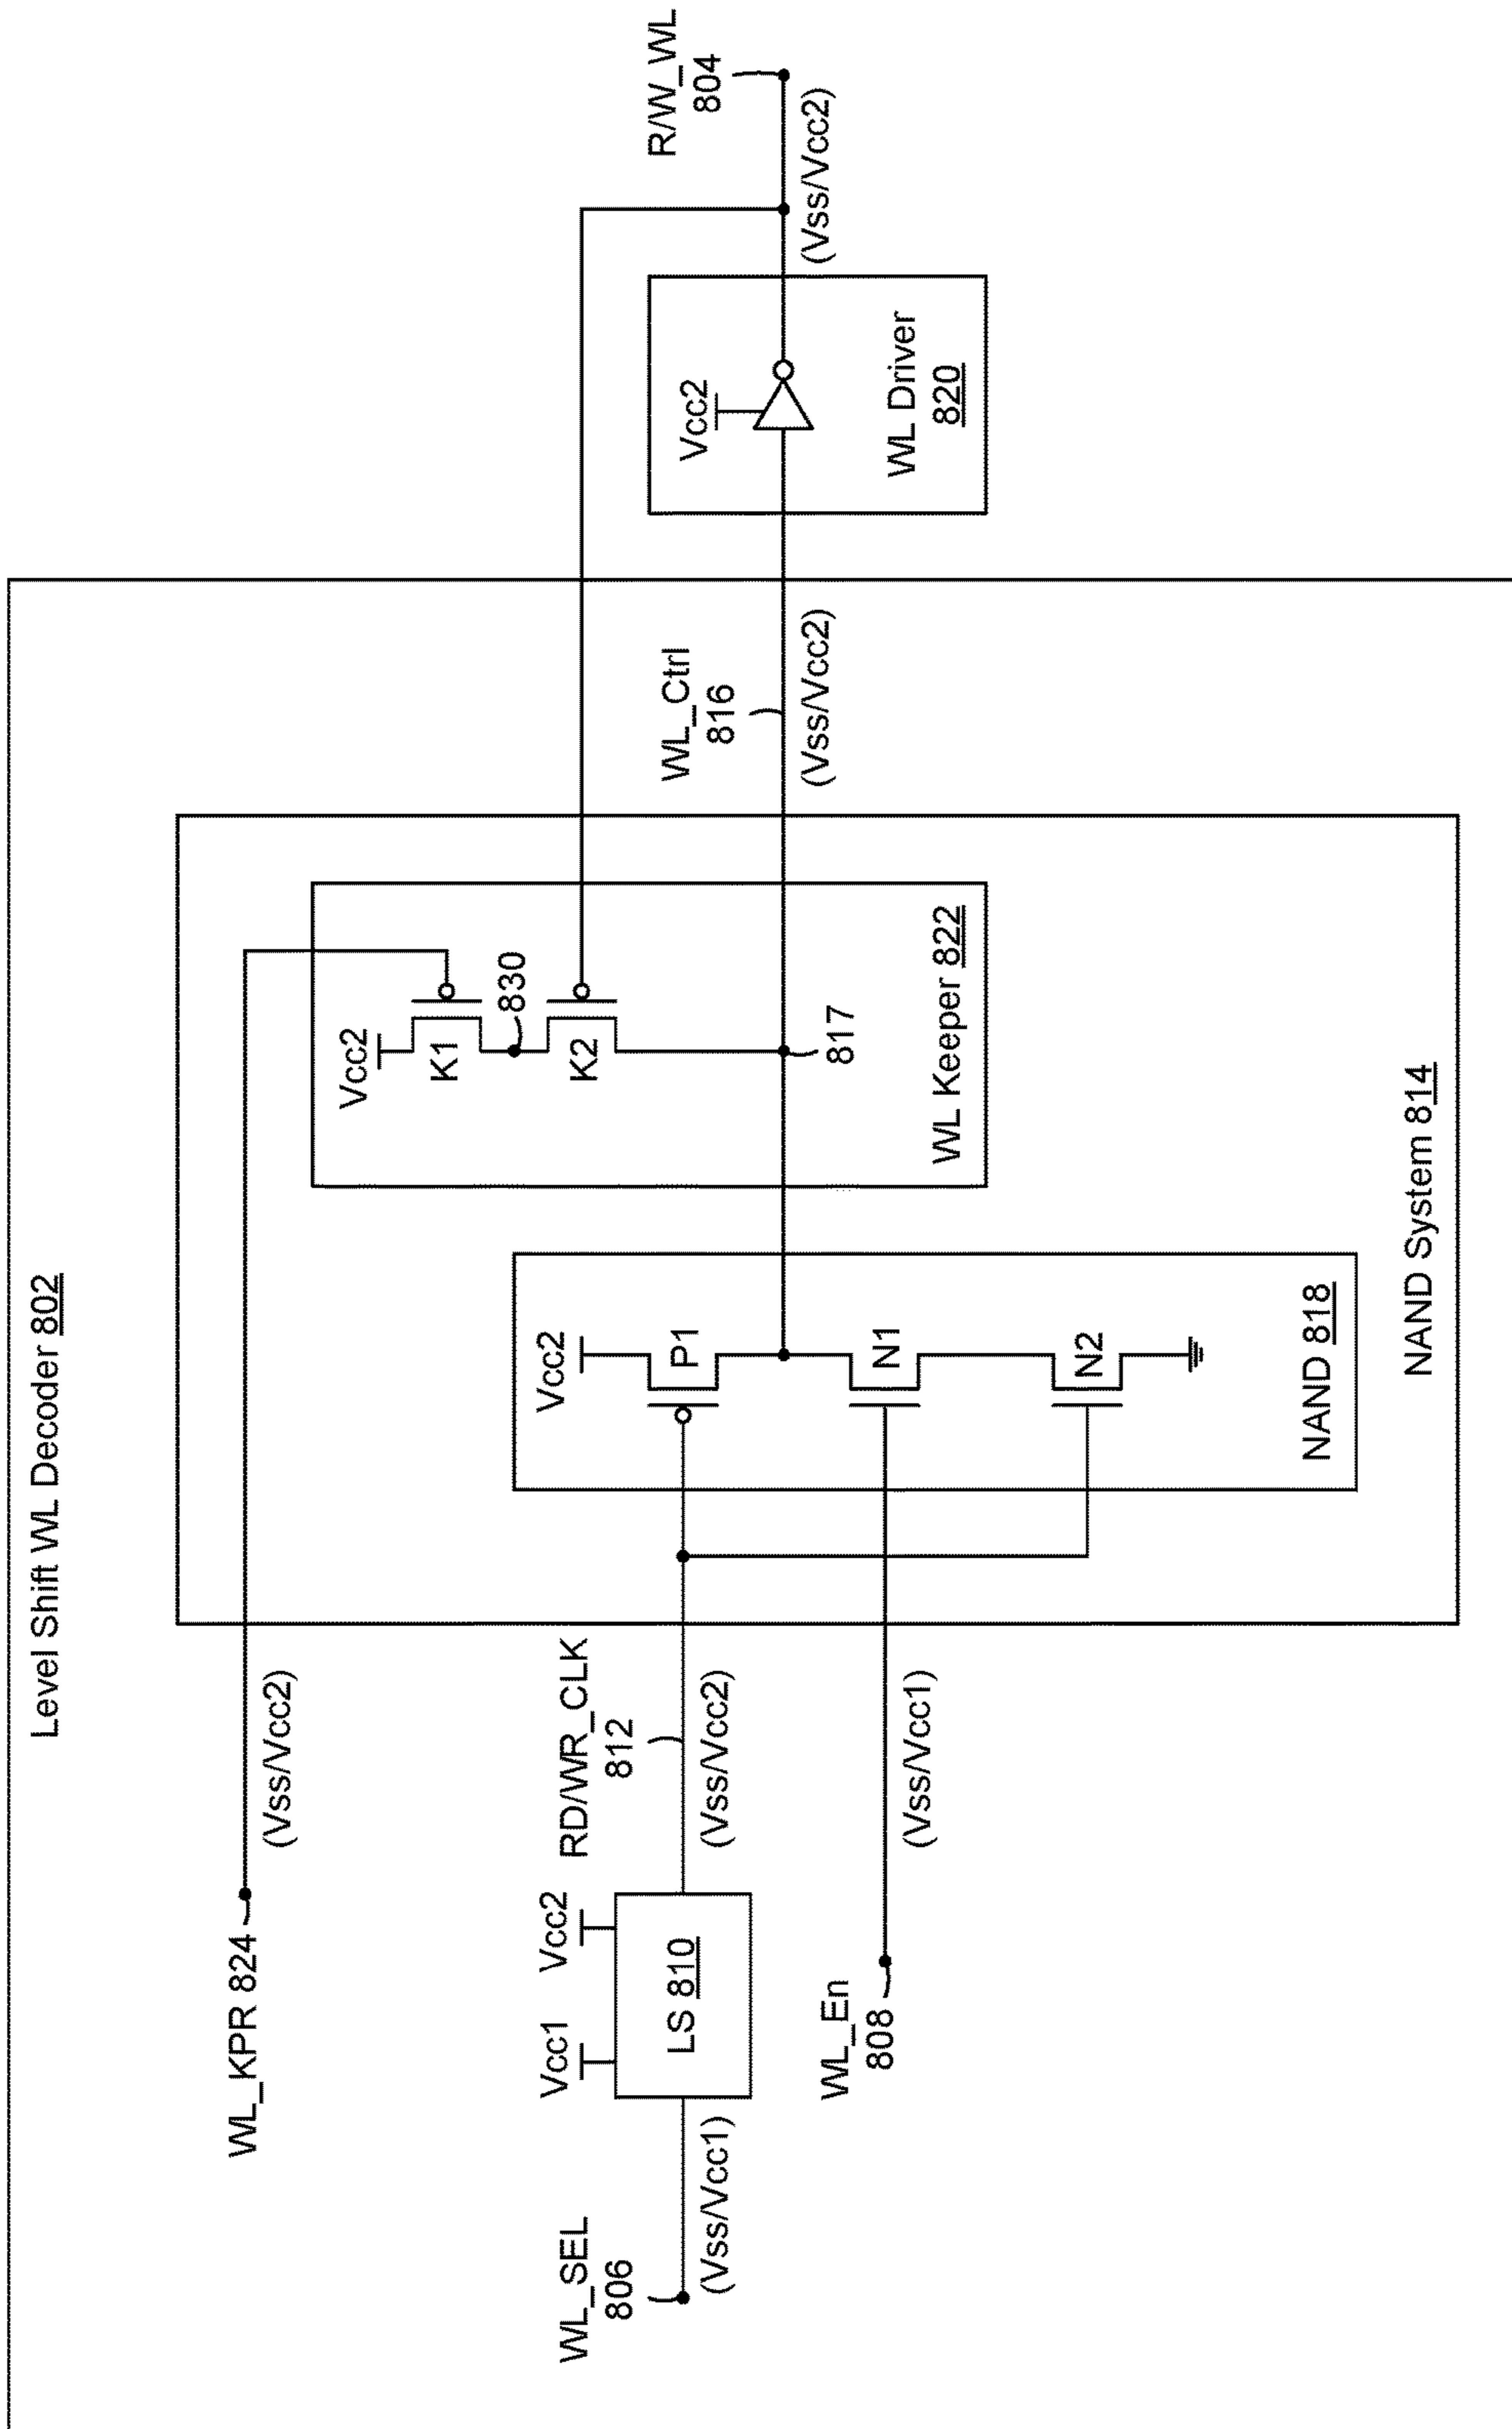 Level Shift WL Decoder 802
WL_KPR 824
(Vss/Vcc2)
WL_SEL
806
(Vss/Vcc1)
Vcc1
Vcc2
LS 810
RD/WR_CLK
812
(Vss/Vcc2)
WL_En
808
(Vss/Vcc1)
Vcc2
P1
N1
N2
NAND 818
Vcc2
K1
830
K2
817
WL Keeper 822
NAND System 814
WL_Ctrl
816
(Vss/Vcc2)
Vcc2
WL Driver
820
R/W_WL
804
(Vss/Vcc2)